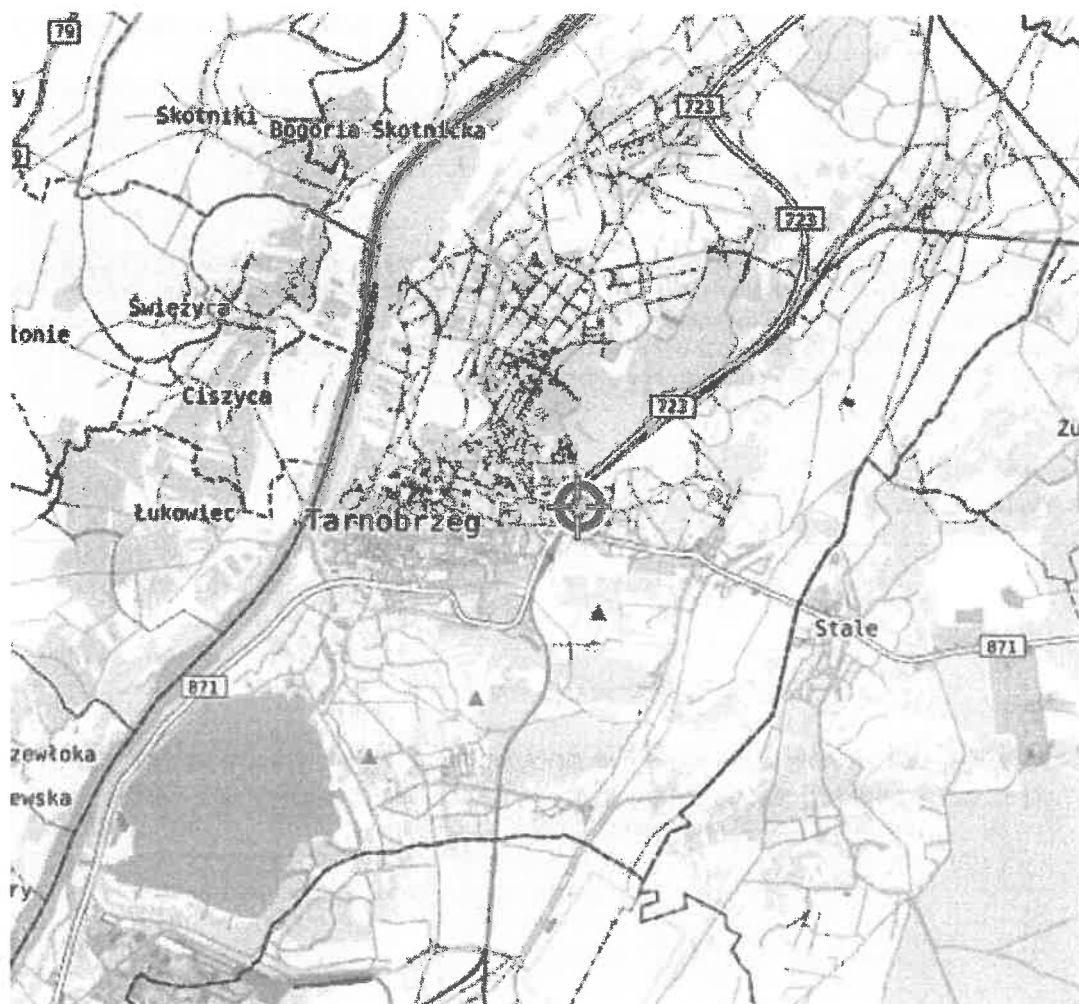 79
723
Skotniki
Bogoria Skotnicka
9
723
Świężyca
łonie
Ciszyca
723
Zu
Łukowiec
Tarnobrzeg
Stale
871
871
zewłoka
ewska
ry